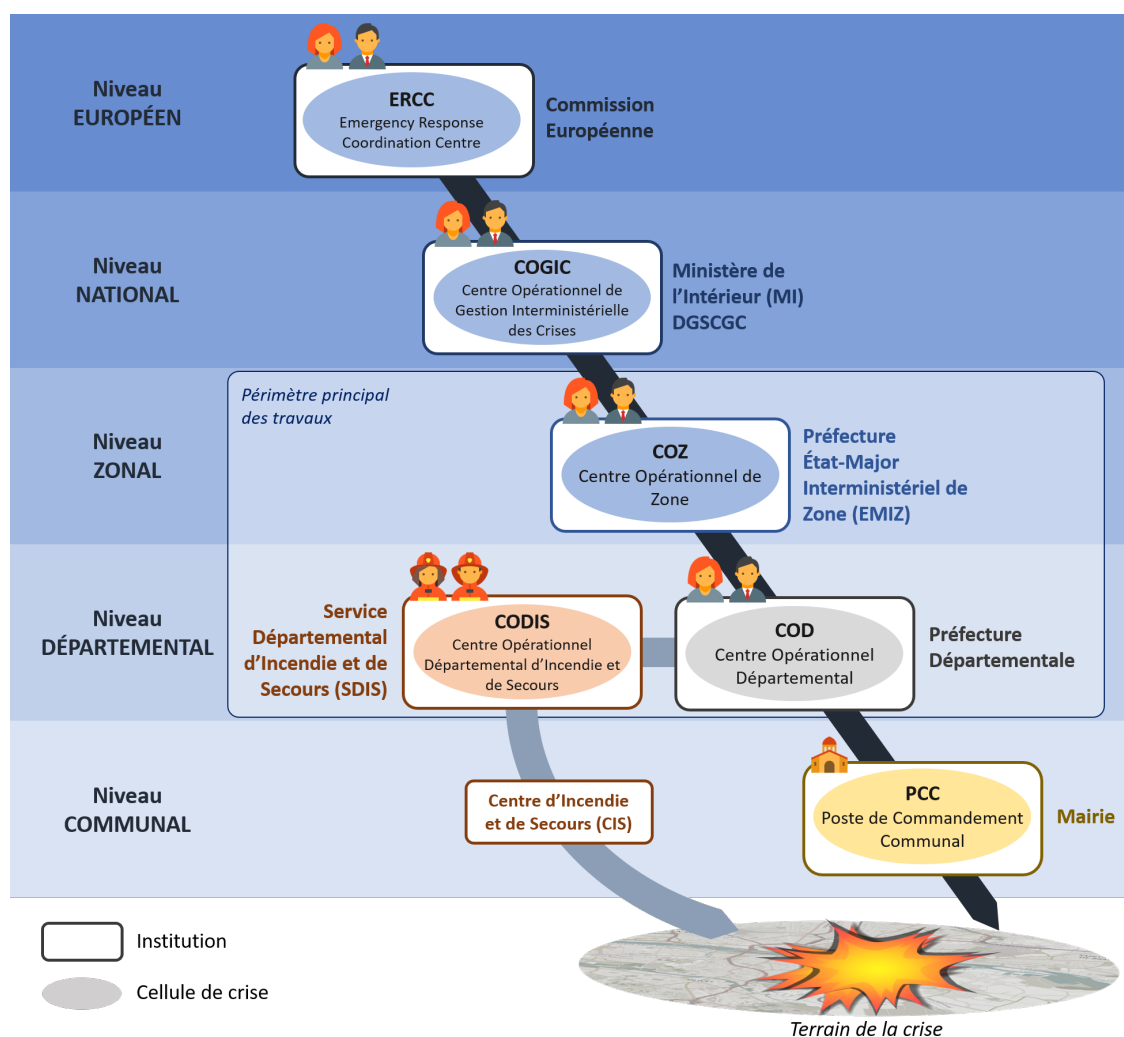 Niveau
EUROPÉEN
ERCC
Emergency Response
Coordination Centre
Commission
Européenne
Niveau
NATIONAL
COGIC
Centre Opérationnel de
Gestion Interministérielle
des Crises
Ministère de
l'Intérieur (MI)
DGSCGC
Périmètre principal
des travaux
Niveau
ZONAL
COZ
Centre Opérationnel de
Zone
Préfecture
État-Major
Interministériel de
Zone (EMIZ)
Niveau
DÉPARTEMENTAL
Service
Départemental
d'Incendie et de
Secours (SDIS)
CODIS
Centre Opérationnel
Départemental d'Incendie et
de Secours
COD
Centre Opérationnel
Départemental
Préfecture
Départementale
Niveau
COMMUNAL
Centre d'Incendie
et de Secours (CIS)
PCC
Poste de Commandement
Communal
Mairie
Institution
Cellule de crise
Terrain de la crise